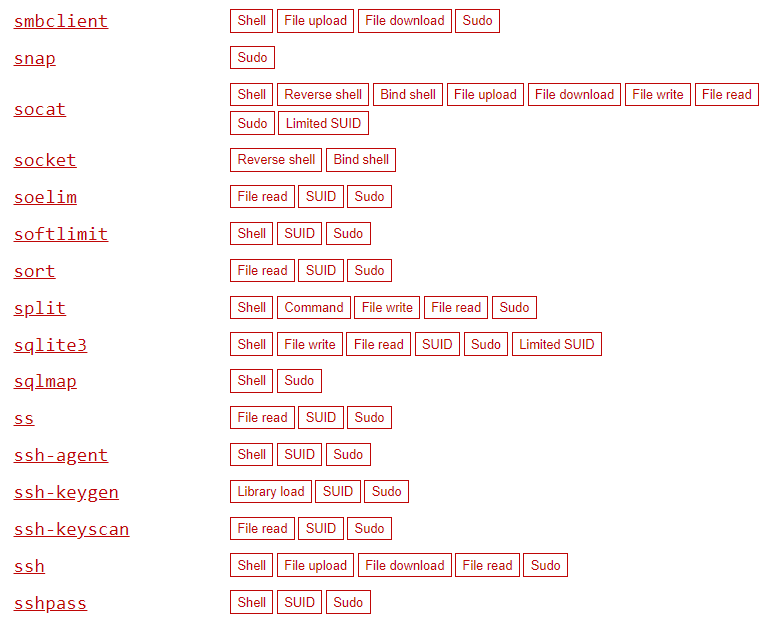 smbclient Shell File upload File download Sudo
snap Sudo
socat Shell Reverse shell Bind shell File upload File download File write File read
Sudo Limited SUID
socket Reverse shell Bind shell
soelim File read SUID Sudo
softlimit Shell SUID Sudo
sort File read SUID Sudo
split Shell Command File write File read Sudo
sqlite3 Shell File write File read SUID Sudo Limited SUID
sqlmap Shell Sudo
ss File read SUID Sudo
ssh-agent Shell SUID Sudo
ssh-keygen Library load SUID Sudo
ssh-keyscan File read SUID Sudo
ssh Shell File upload File download File read Sudo
sshpass Shell SUID Sudo